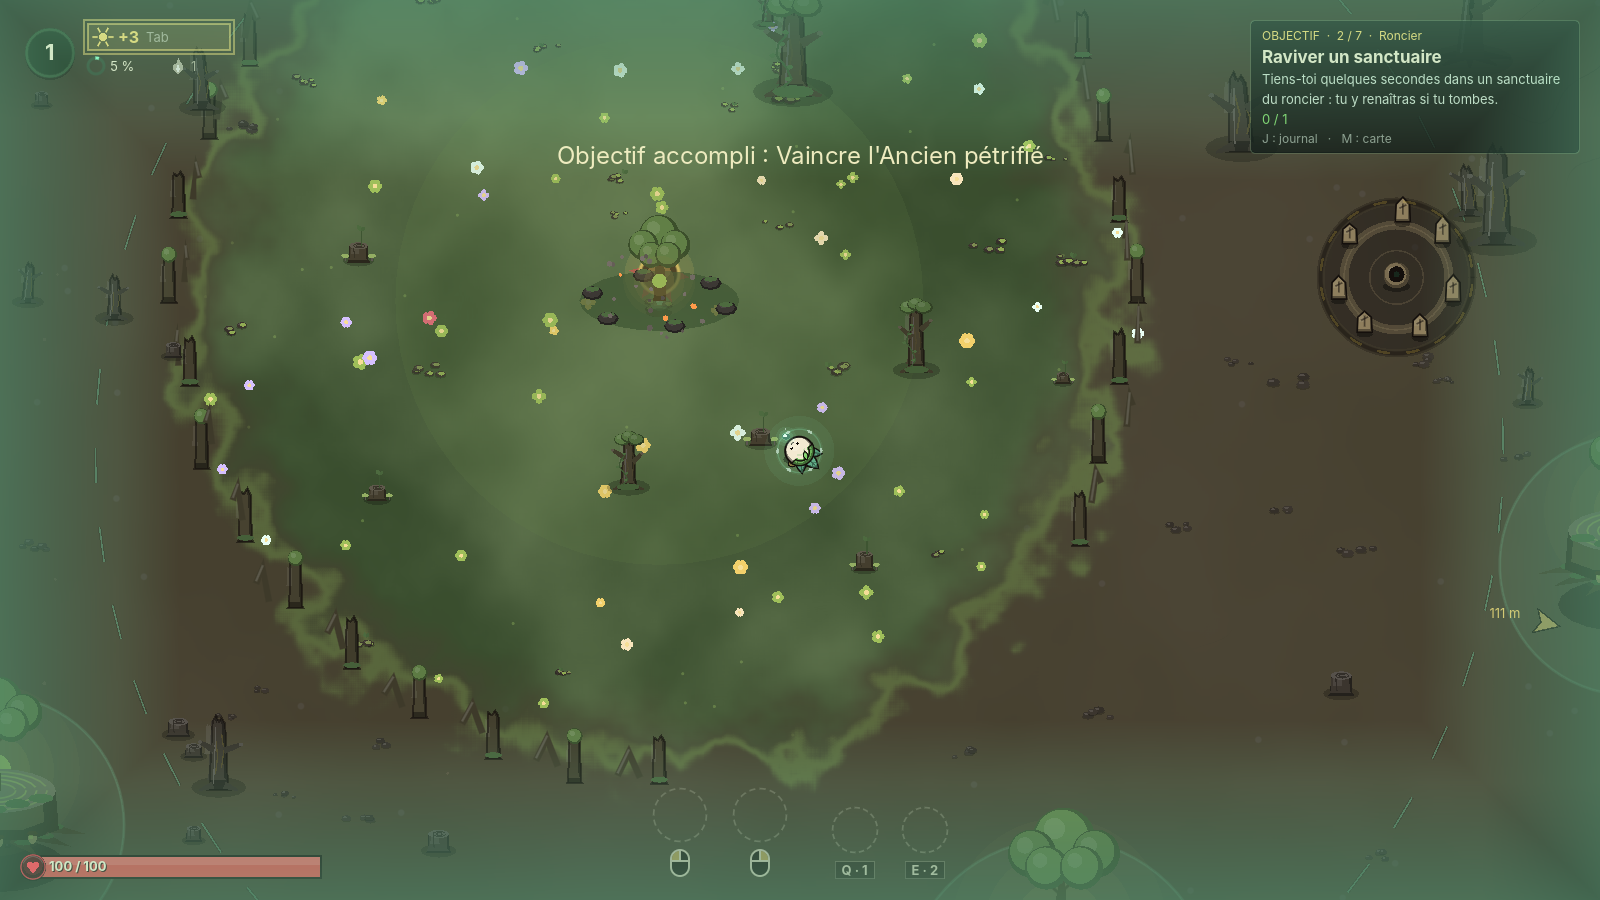 1
+3 Tab
5 %
1
OBJECTIF · 2 / 7 · Roncier
Raviver un sanctuaire
Tiens-toi quelques secondes dans un sanctuaire
du roncier : tu y renaîtras si tu tombes.
0 / 1
J : journal · M : carte
Objectif accompli : Vaincre l'Ancien pétrifié
111 m
100 / 100
Q · 1
E · 2